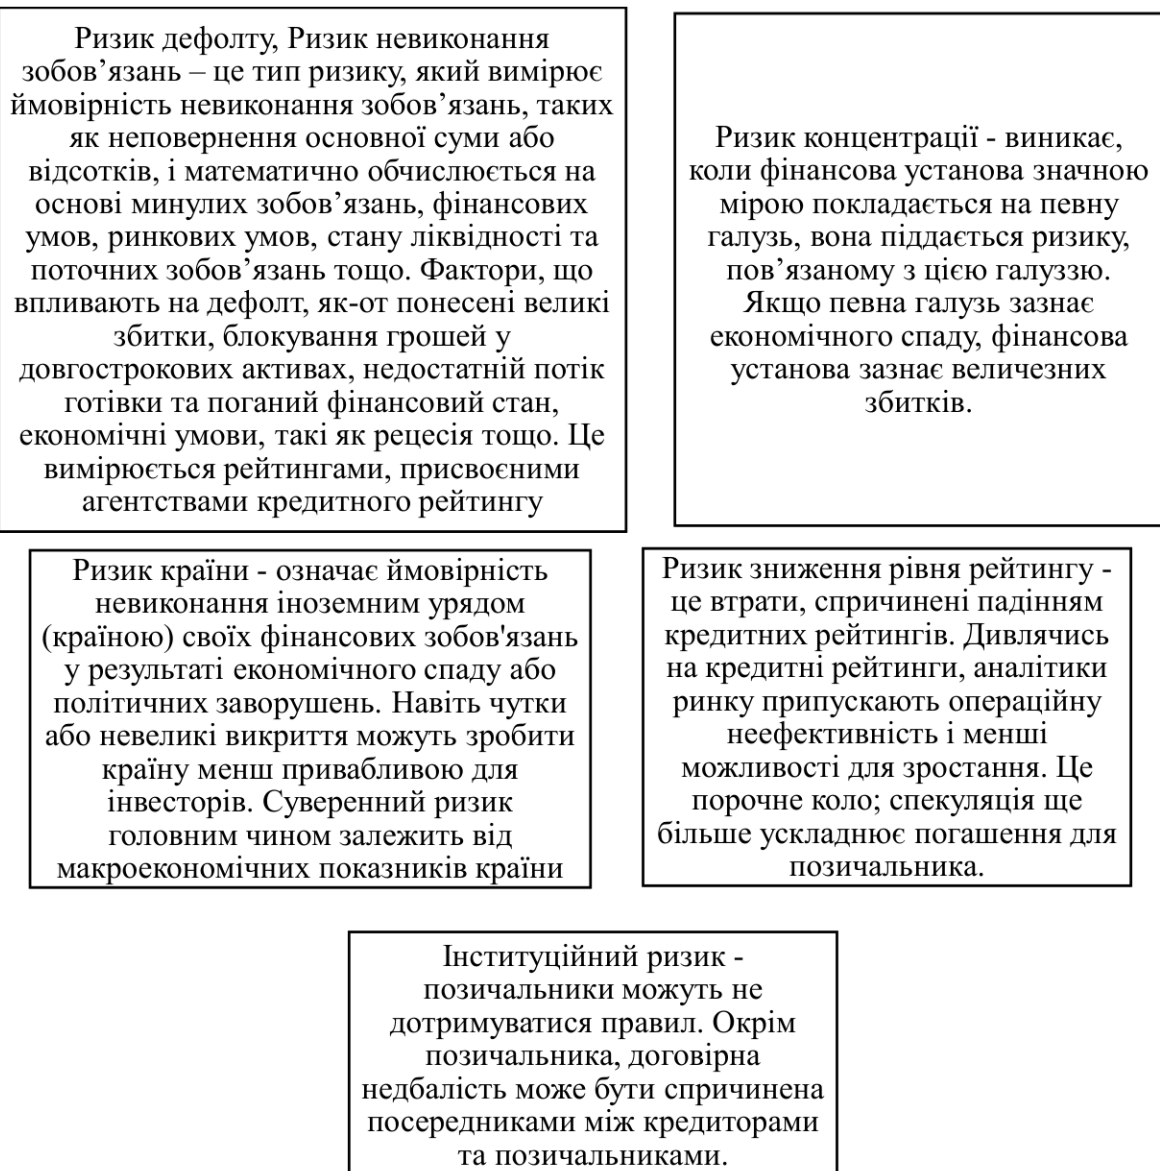 Ризик дефолту, Ризик невиконання
зобов’язань – це тип ризику, який вимірює
ймовірність невиконання зобов’язань, таких
як неповернення основної суми або
відсотків, і математично обчислюється на
основі минулих зобов’язань, фінансових
умов, ринкових умов, стану ліквідності та
поточних зобов’язань тощо. Фактори, що
впливають на дефолт, як-от понесені великі
збитки, блокування грошей у
довгострокових активах, недостатній потік
готівки та поганий фінансовий стан,
економічні умови, такі як рецесія тощо. Це
вимірюється рейтингами, присвоєними
агентствами кредитного рейтингу
Ризик концентрації - виникає,
коли фінансова установа значною
мірою покладається на певну
галузь, вона піддається ризику,
пов’язаному з цією галуззю.
Якщо певна галузь зазнає
економічного спаду, фінансова
установа зазнає величезних
збитків.
Ризик країни - означає ймовірність
невиконання іноземним урядом
(країною) своїх фінансових зобов'язань
у результаті економічного спаду або
політичних заворушень. Навіть чутки
або невеликі викриття можуть зробити
країну менш привабливою для
інвесторів. Суверенний ризик
головним чином залежить від
макроекономічних показників країни
Ризик зниження рівня рейтингу -
це втрати, спричинені падінням
кредитних рейтингів. Дивлячись
на кредитні рейтинги, аналітики
ринку припускають операційну
неефективність і менші
можливості для зростання. Це
порочне коло; спекуляція ще
більше ускладнює погашення для
позичальника.
Інституційний ризик -
позичальники можуть не
дотримуватися правил. Окрім
позичальника, договірна
недбалість може бути спричинена
посередниками між кредиторами
та позичальниками.